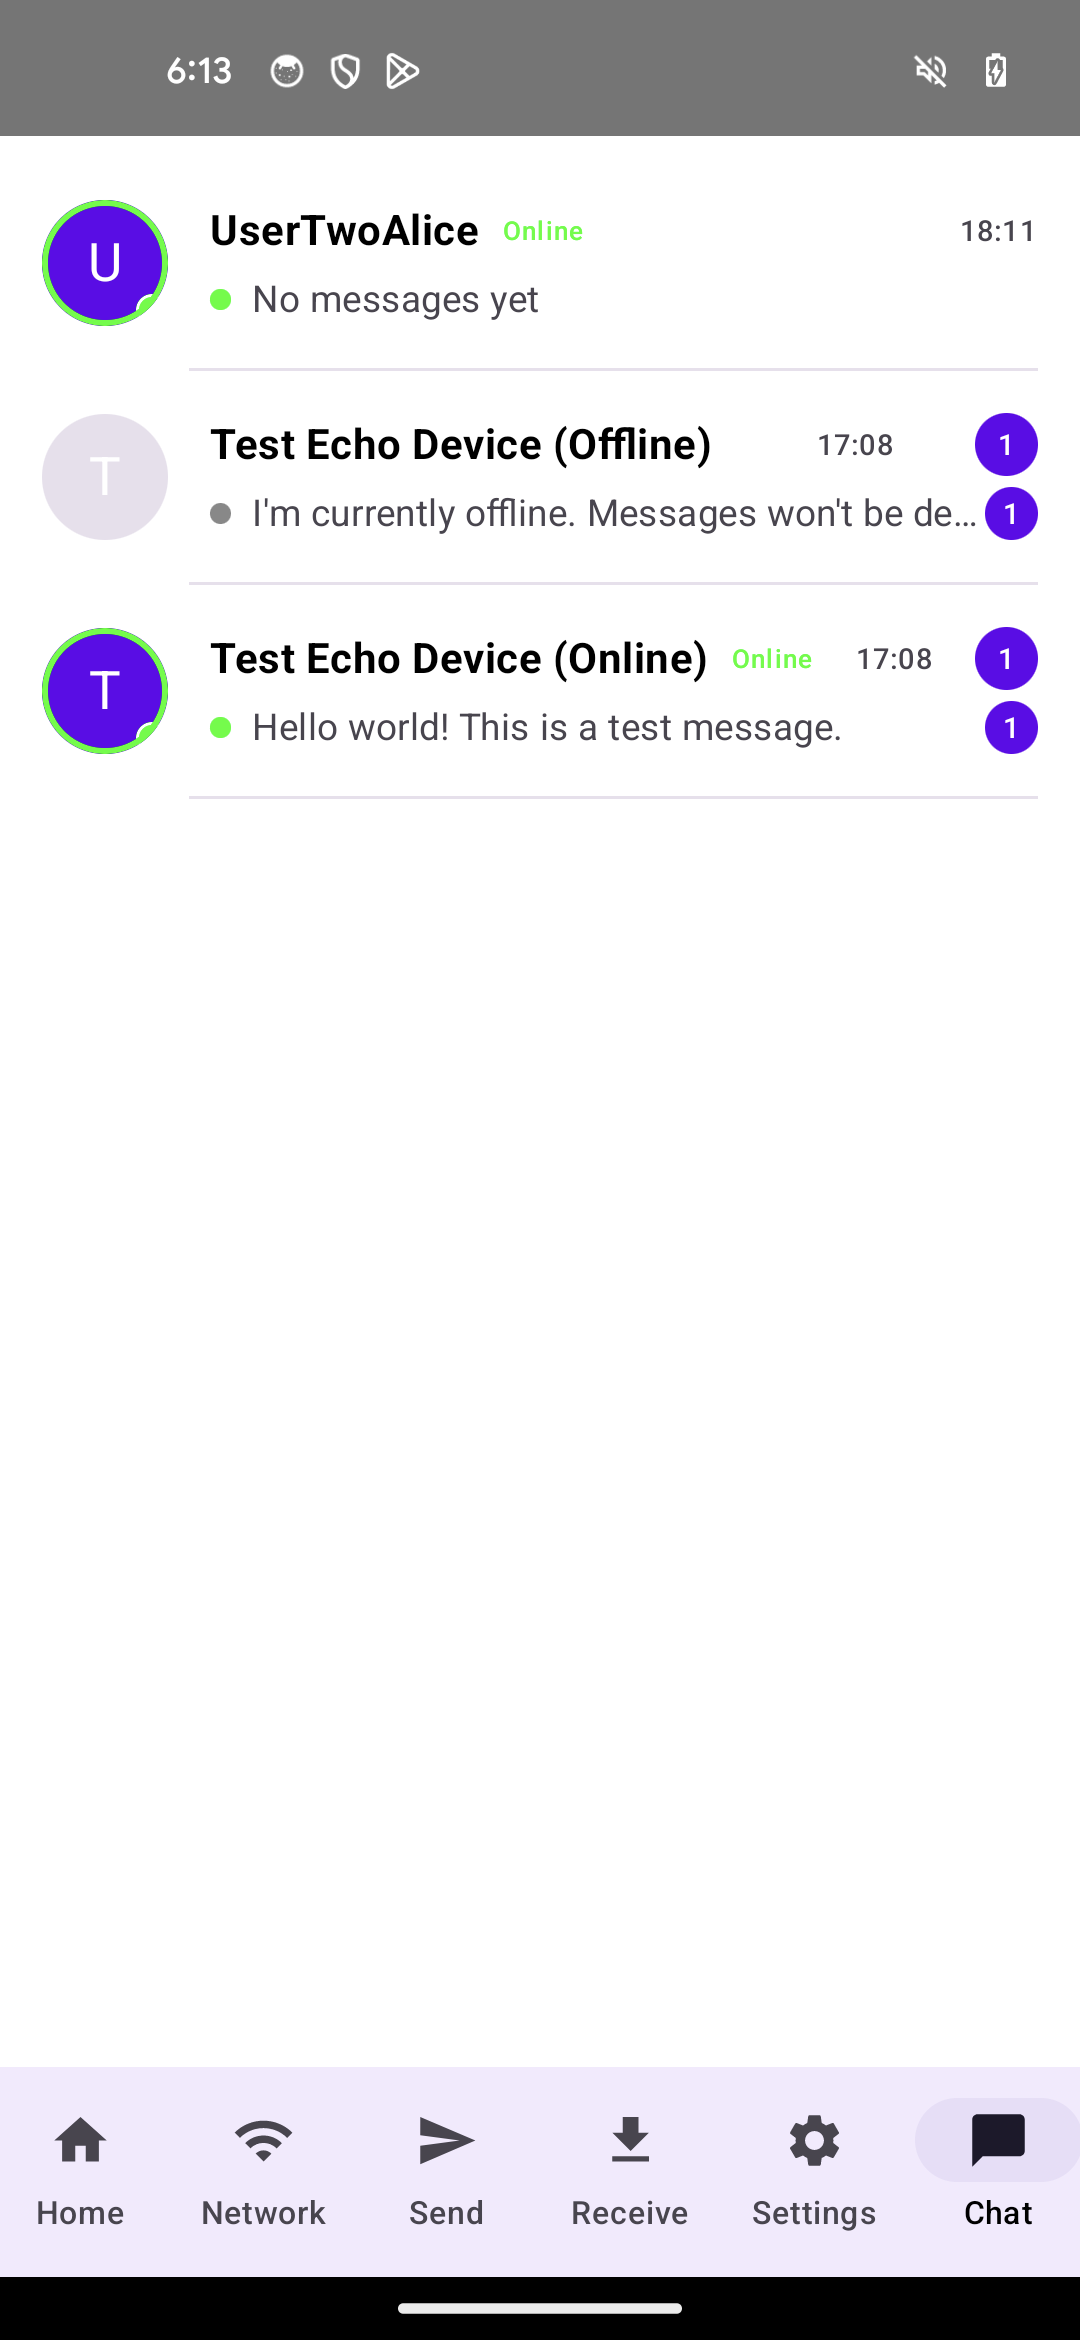 6:13
U
UserTwoAlice Online 18:11
No messages yet
T
Test Echo Device (Offline) 17:08 1
I'm currently offline. Messages won't be de... 1
T
Test Echo Device (Online) Online 17:08 1
Hello world! This is a test message. 1
Home Network Send Receive Settings Chat